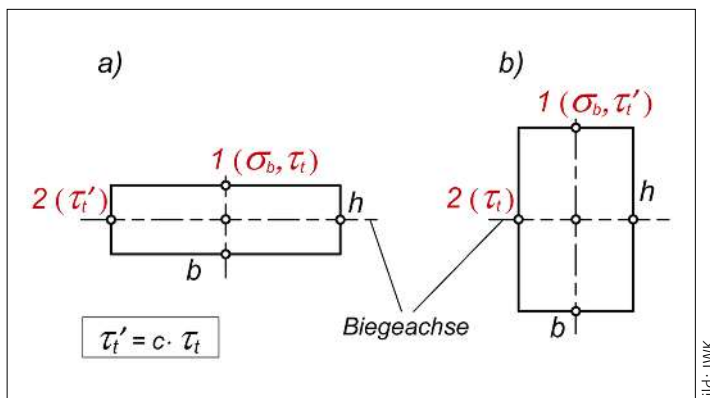 a)
b)
1 (σb, τt)
1 (σb, τt')
2 (τt')
h
2 (τt)
h
b
b
Biegeachse
τt' = c· τt